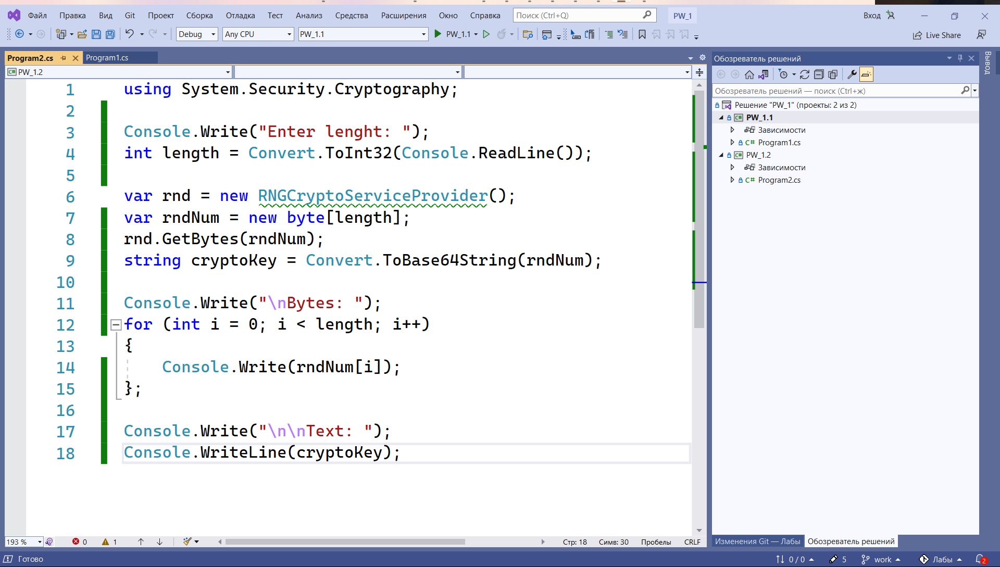 Файл Правка Вид Git Проект Сборка Отладка Тест Анализ Средства Расширения Окно Справка Поиск (Ctrl+Q) PW_1 Вход
Debug Any CPU PW_1.1 PW_1.1 Live Share
Program2.cs Program1.cs
PW_1.2
1 using System.Security.Cryptography;
2
3 Console.Write("Enter lenght: ");
4 int length = Convert.ToInt32(Console.ReadLine());
5
6 var rnd = new RNGCryptoServiceProvider();
7 var rndNum = new byte[length];
8 rnd.GetBytes(rndNum);
9 string cryptoKey = Convert.ToBase64String(rndNum);
10
11 Console.Write("\nBytes: ");
12 for (int i = 0; i < length; i++)
13 {
14 Console.Write(rndNum[i]);
15 };
16
17 Console.Write("\n\nText: ");
18 Console.WriteLine(cryptoKey);
193 % 0 1 Стр: 18 Симв: 30 Пробелы CRLF
Обозреватель решений
Обозреватель решений — поиск (Ctrl+ж)
Решение "PW_1" (проекты: 2 из 2)
C# PW_1.1
Зависимости
C# Program1.cs
C# PW_1.2
Зависимости
C# Program2.cs
Изменения Git — Лабы Обозреватель решений
Вывод
Готово 0 / 0 5 work Лабы 2